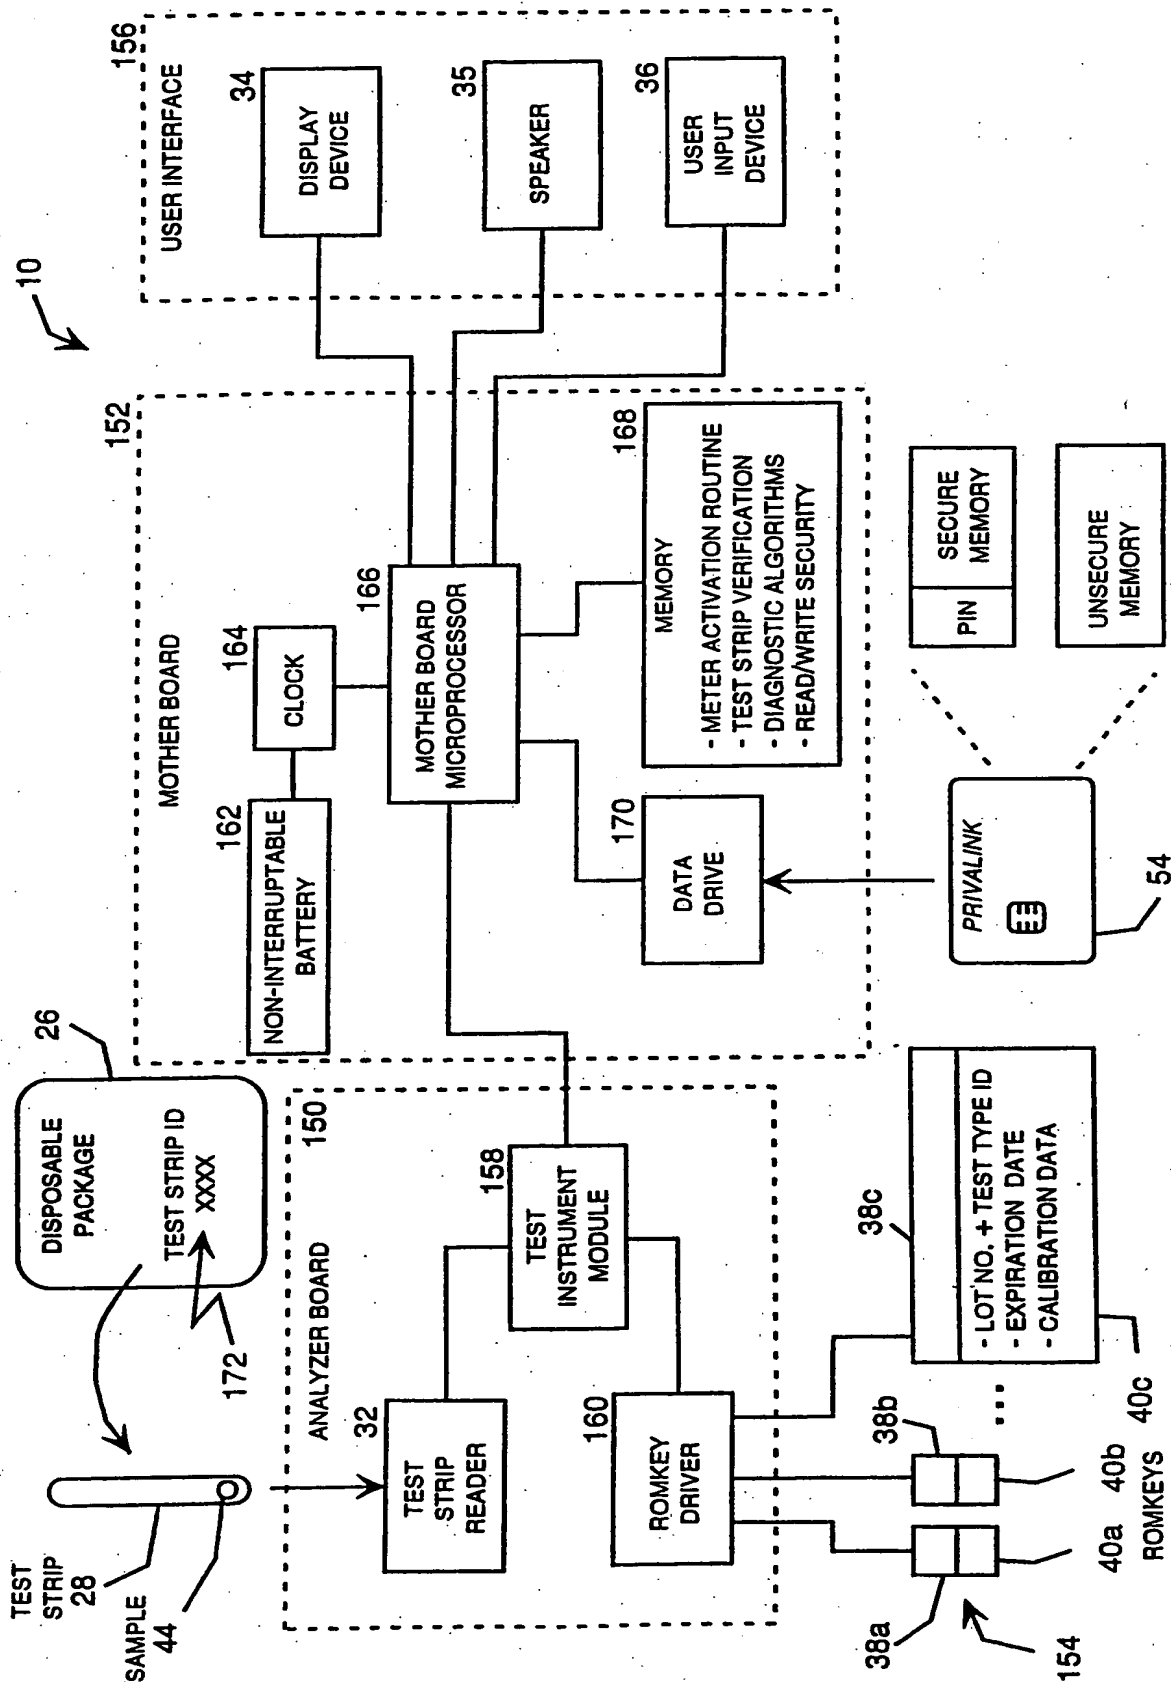 10
TEST
STRIP
28
SAMPLE
44
172
DISPOSABLE
PACKAGE
TEST STRIP ID
XXXX
26
ANALYZER BOARD
150
32
TEST
STRIP
READER
158
TEST
INSTRUMENT
MODULE
160
ROMKEY
DRIVER
38a
38b
38c
- LOT NO. + TEST TYPE ID
- EXPIRATION DATE
- CALIBRATION DATA
154
40a
40b
40c
ROMKEYS
MOTHER BOARD
152
162
NON-INTERRUPTABLE
BATTERY
164
CLOCK
166
MOTHER BOARD
MICROPROCESSOR
170
DATA
DRIVE
168
MEMORY
- METER ACTIVATION ROUTINE
- TEST STRIP VERIFICATION
- DIAGNOSTIC ALGORITHMS
- READ/WRITE SECURITY
PRIVALINK
54
PIN
SECURE
MEMORY
UNSECURE
MEMORY
USER INTERFACE
156
34
DISPLAY
DEVICE
35
SPEAKER
36
USER
INPUT
DEVICE